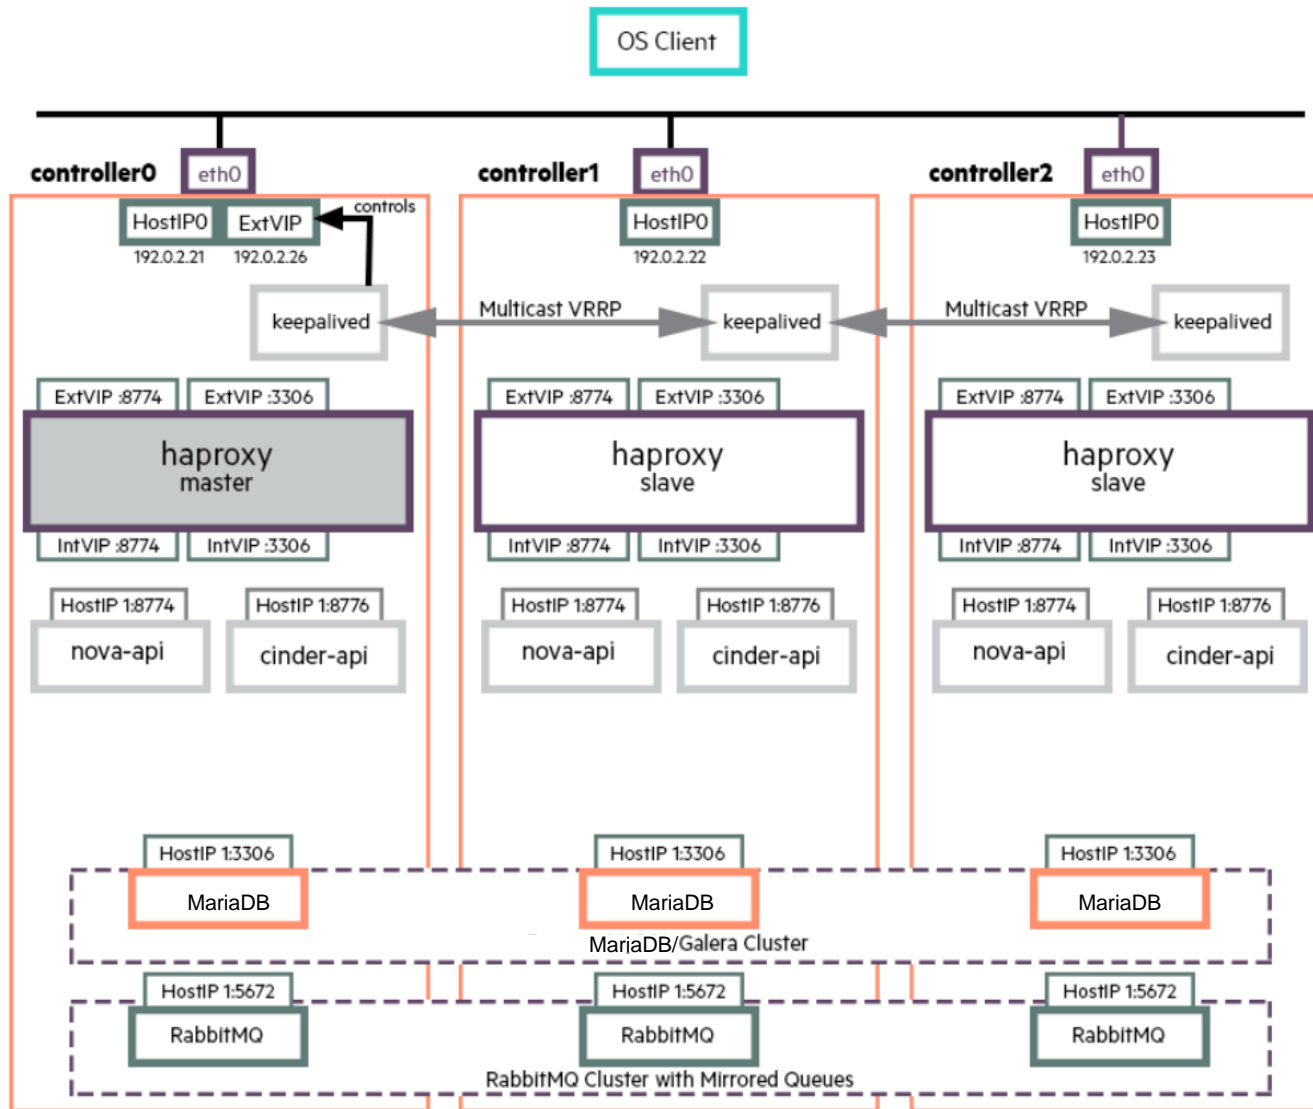 OS Client
controller0
eth0
controller1
eth0
controller2
eth0
HostIP0
ExtVIP
controls
HostIP0
HostIP0
192.0.2.21
192.0.2.26
192.0.2.22
192.0.2.23
keepalived
Multicast VRRP
keepalived
Multicast VRRP
keepalived
ExtVIP :8774
ExtVIP :3306
ExtVIP :8774
ExtVIP :3306
ExtVIP :8774
ExtVIP :3306
haproxy
master
haproxy
slave
haproxy
slave
IntVIP :8774
IntVIP :3306
IntVIP :8774
IntVIP :3306
IntVIP :8774
IntVIP :3306
HostIP 1:8774
HostIP 1:8776
HostIP 1:8774
HostIP 1:8776
HostIP 1:8774
HostIP 1:8776
nova-api
cinder-api
nova-api
cinder-api
nova-api
cinder-api
HostIP 1:3306
HostIP 1:3306
HostIP 1:3306
MariaDB
MariaDB
MariaDB
MariaDB/Galera Cluster
HostIP 1:5672
HostIP 1:5672
HostIP 1:5672
RabbitMQ
RabbitMQ
RabbitMQ
RabbitMQ Cluster with Mirrored Queues